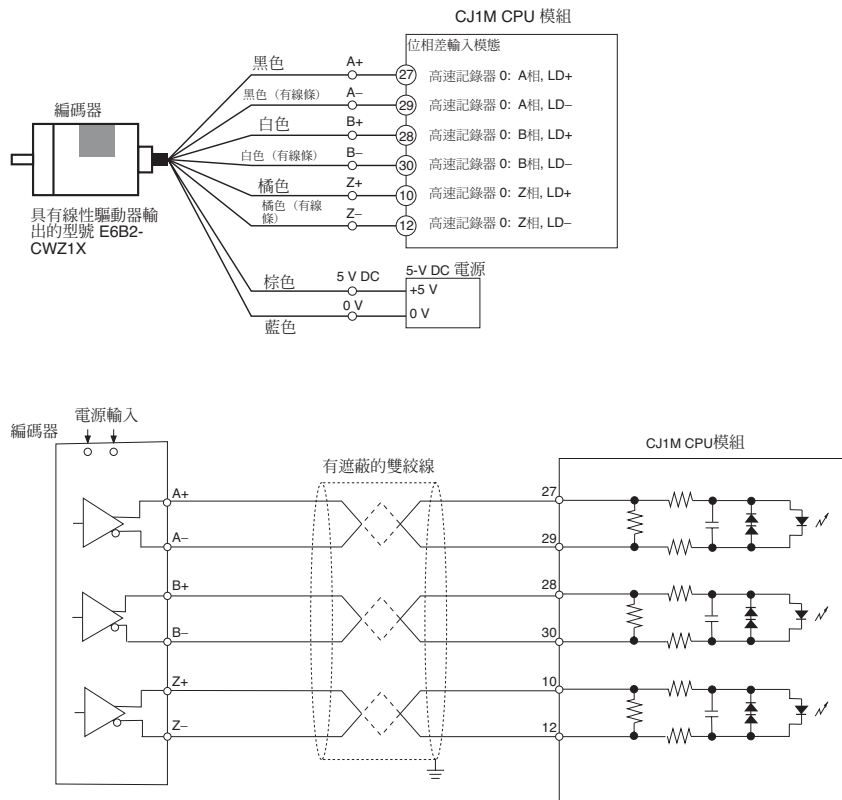 CJ1M CPU 模組
位相差輸入模態
黑色 A+ 27 高速記錄器 0: A相, LD+
黑色（有線條） A− 29 高速記錄器 0: A相, LD−
白色 B+ 28 高速記錄器 0: B相, LD+
白色（有線條） B− 30 高速記錄器 0: B相, LD−
橘色 Z+ 10 高速記錄器 0: Z相, LD+
橘色（有線
條） Z− 12 高速記錄器 0: Z相, LD−
編碼器
具有線性驅動器輸
出的型號 E6B2-
CWZ1X
5-V DC 電源
棕色 5 V DC +5 V
藍色 0 V 0 V
編碼器
電源輸入
有遮蔽的雙絞線
CJ1M CPU模組
A+ 27
A− 29
B+ 28
B− 30
Z+ 10
Z− 12